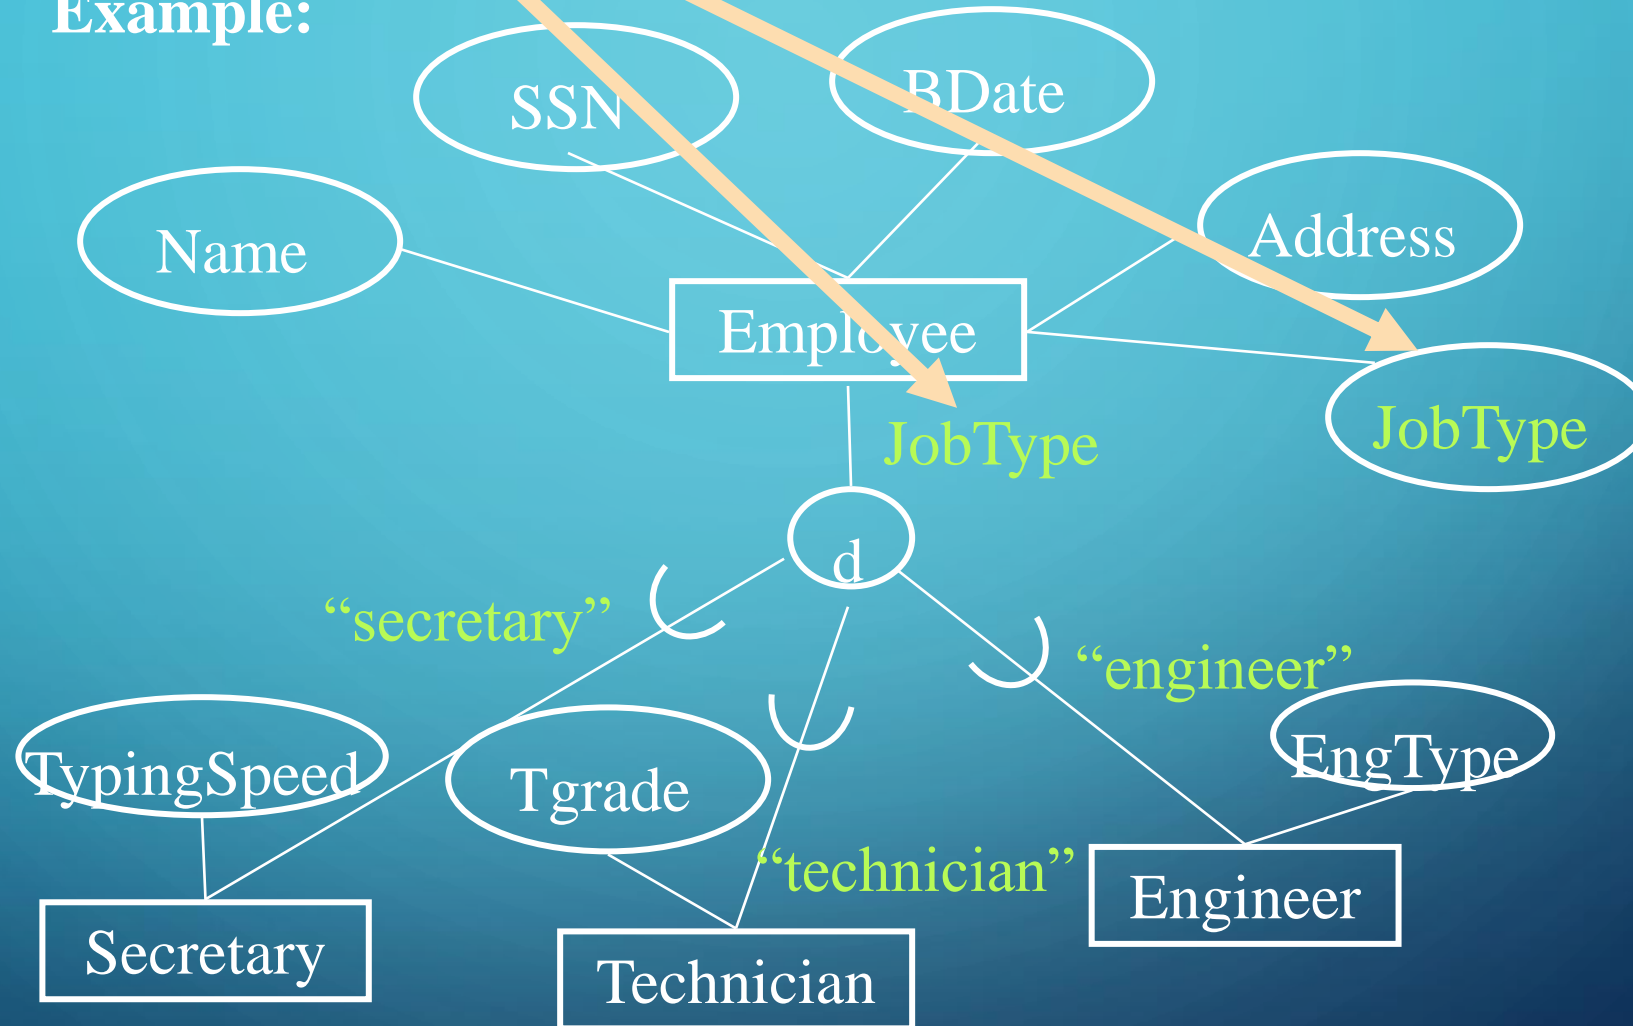 Example:
SSN
BDate
Name
Address
Employee
JobType
JobType
d
“secretary”
“engineer”
TypingSpeed
Tgrade
EngType
“technician”
Engineer
Secretary
Technician